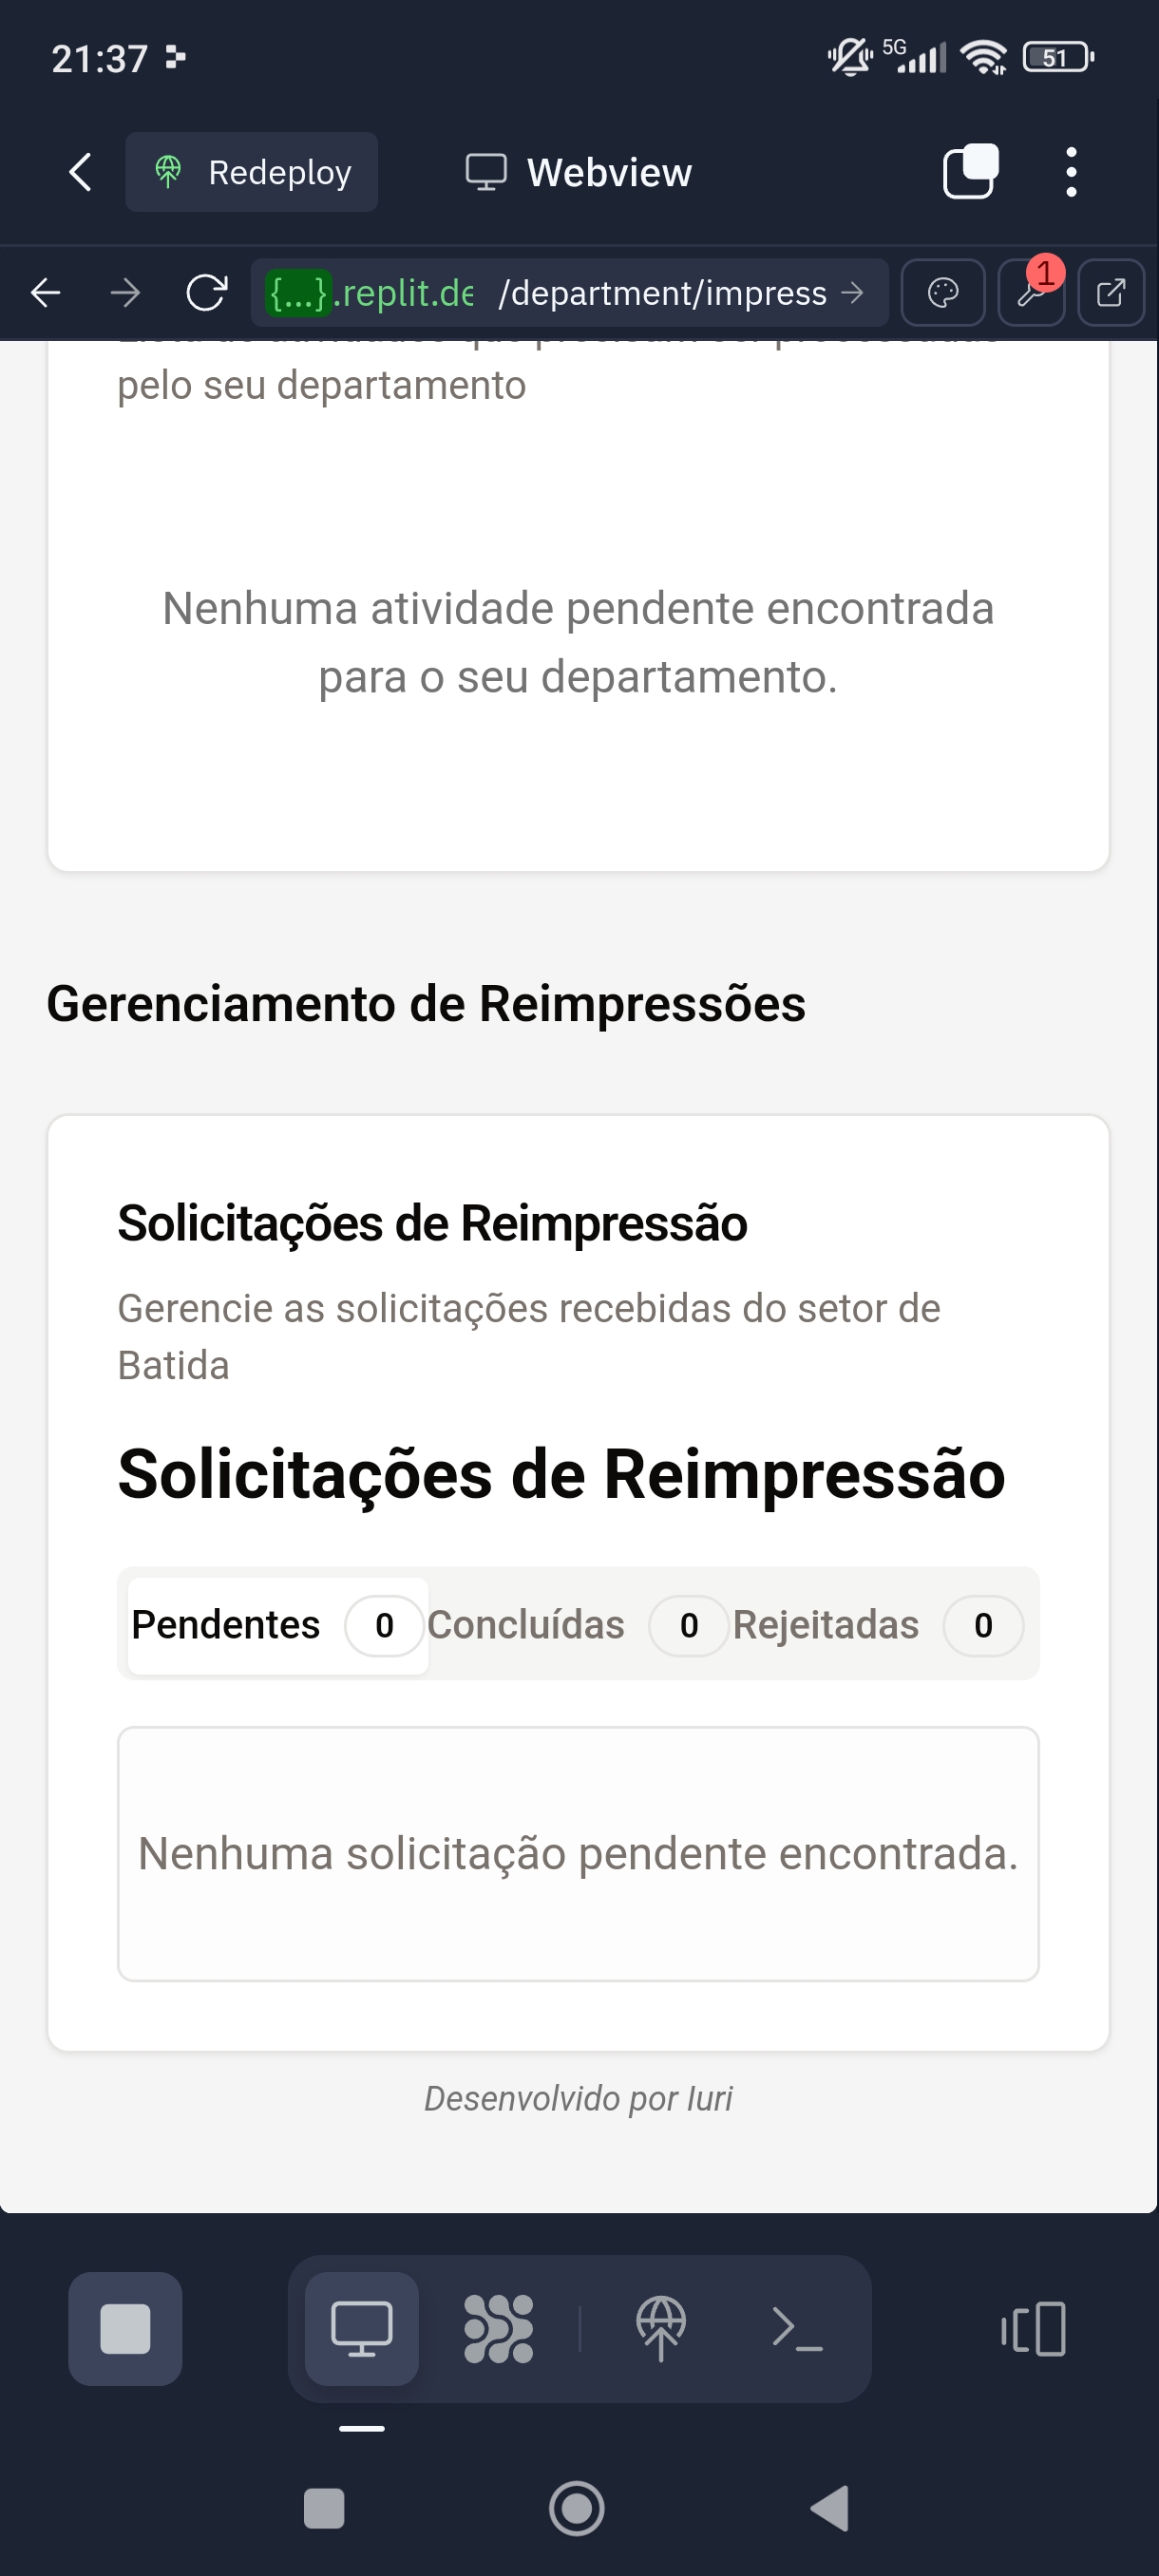 21:37
5G
51
Redeploy
Webview
{...}.replit.de /department/impress
1
pelo seu departamento
Nenhuma atividade pendente encontrada
para o seu departamento.
Gerenciamento de Reimpressões
Solicitações de Reimpressão
Gerencie as solicitações recebidas do setor de
Batida
Solicitações de Reimpressão
Pendentes 0 Concluídas 0 Rejeitadas 0
Nenhuma solicitação pendente encontrada.
Desenvolvido por Iuri